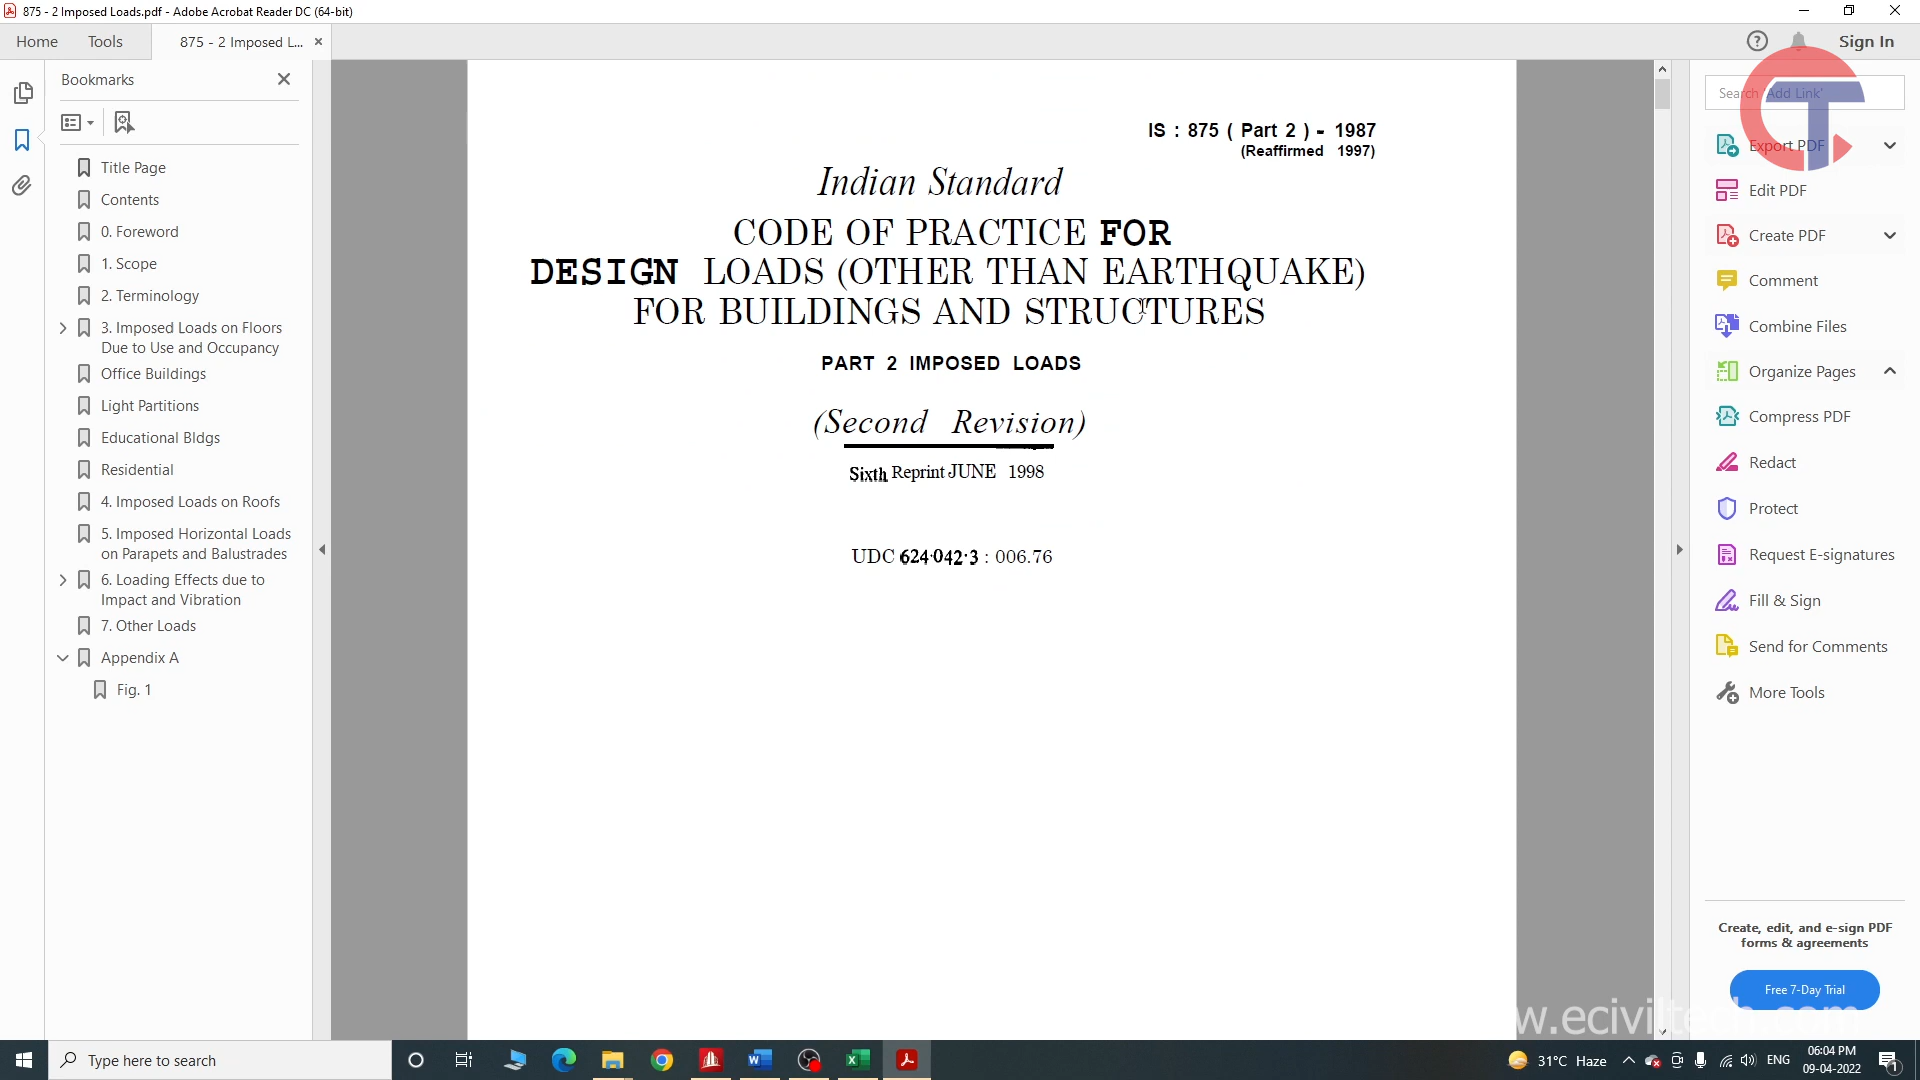 875 - 2 Imposed Loads.pdf - Adobe Acrobat Reader DC (64-bit)
Home
Tools
875 - 2 Imposed L...
Sign In
Bookmarks
Title Page
Contents
0. Foreword
1. Scope
2. Terminology
3. Imposed Loads on Floors
Due to Use and Occupancy
Office Buildings
Light Partitions
Educational Bldgs
Residential
4. Imposed Loads on Roofs
5. Imposed Horizontal Loads
on Parapets and Balustrades
6. Loading Effects due to
Impact and Vibration
7. Other Loads
Appendix A
Fig. 1
IS : 875 ( Part 2 ) - 1987
(Reaffirmed 1997)
Indian Standard
CODE OF PRACTICE FOR
DESIGN LOADS (OTHER THAN EARTHQUAKE)
FOR BUILDINGS AND STRUCTURES
PART 2 IMPOSED LOADS
(Second Revision)
Sixth Reprint JUNE 1998
UDC 624·042·3 : 006.76
Search 'Add Link'
Export PDF
Edit PDF
Create PDF
Comment
Combine Files
Organize Pages
Compress PDF
Redact
Protect
Request E-signatures
Fill & Sign
Send for Comments
More Tools
Create, edit, and e-sign PDF
forms & agreements
Free 7-Day Trial
w.eciviltech.com
Type here to search
31°C Haze
ENG
06:04 PM
09-04-2022
1